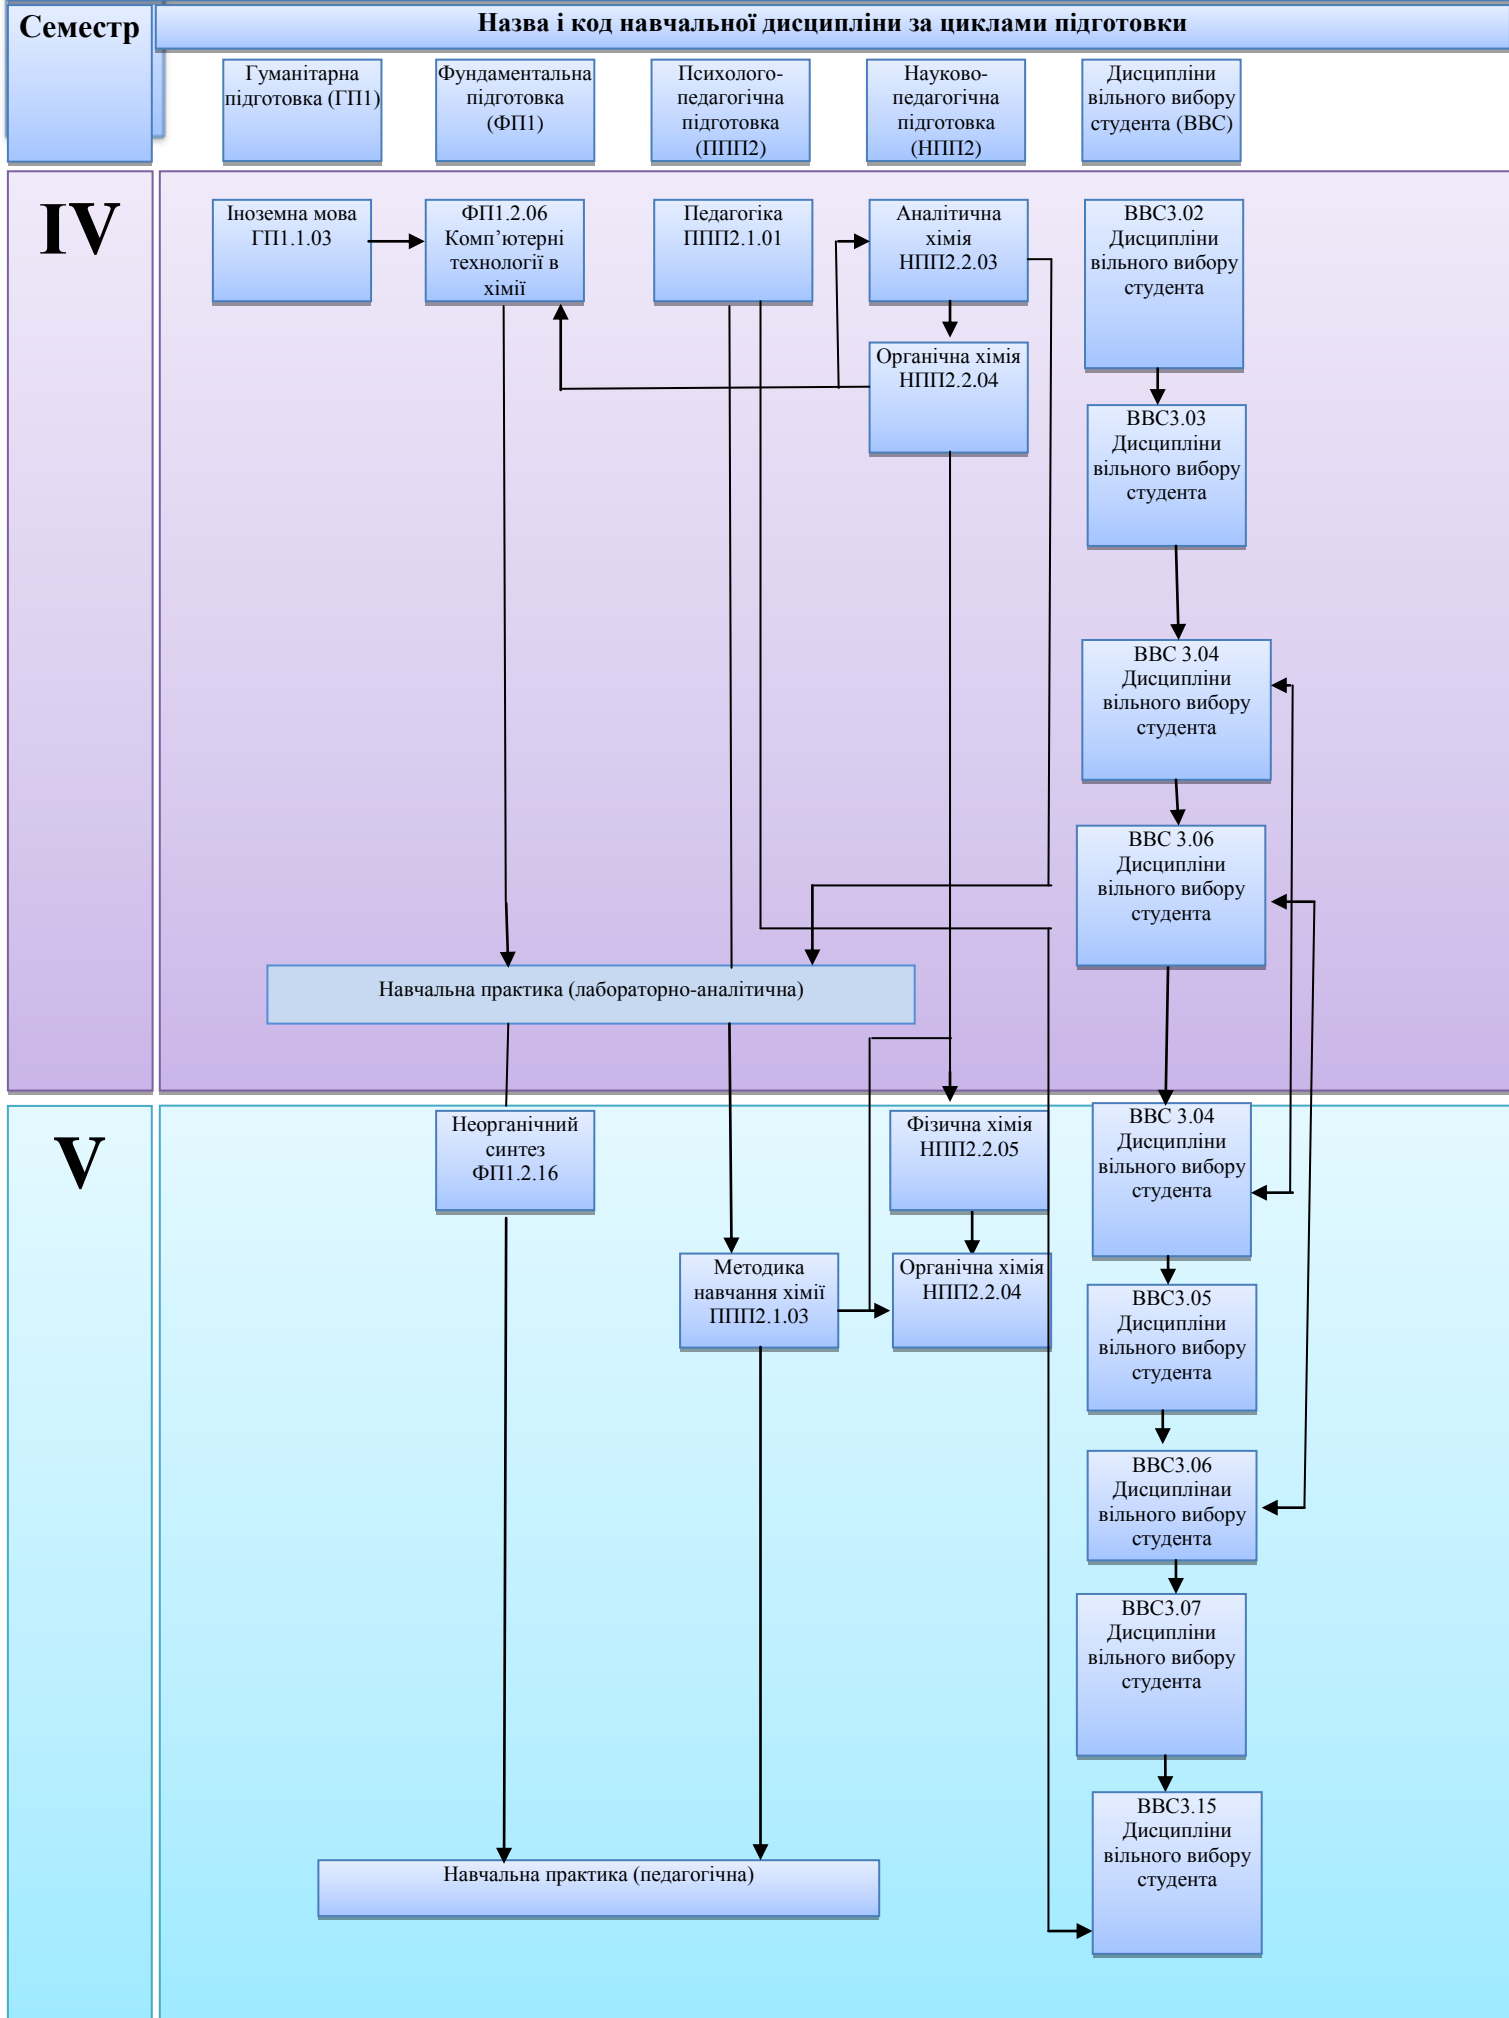 Семестр
Назва і код навчальної дисципліни за циклами підготовки
Гуманітарна
підготовка (ГП1)
Фундаментальна
підготовка
(ФП1)
Психолого-
педагогічна
підготовка
(ППП2)
Науково-
педагогічна
підготовка
(НПП2)
Дисципліни
вільного вибору
студента (ВВС)
IV
Іноземна мова
ГП1.1.03
ФП1.2.06
Комп’ютерні
технології в
хімії
Педагогіка
ППП2.1.01
Аналітична
хімія
НПП2.2.03
ВВС3.02
Дисципліни
вільного вибору
студента
Органічна хімія
НПП2.2.04
ВВС3.03
Дисципліни
вільного вибору
студента
ВВС 3.04
Дисципліни
вільного вибору
студента
ВВС 3.06
Дисципліни
вільного вибору
студента
Навчальна практика (лабораторно-аналітична)
V
Неорганічний
синтез
ФП1.2.16
Фізична хімія
НПП2.2.05
ВВС 3.04
Дисципліни
вільного вибору
студента
Методика
навчання хімії
ППП2.1.03
Органічна хімія
НПП2.2.04
ВВС3.05
Дисципліни
вільного вибору
студента
ВВС3.06
Дисциплінаи
вільного вибору
студента
ВВС3.07
Дисципліни
вільного вибору
студента
ВВС3.15
Дисципліни
вільного вибору
студента
Навчальна практика (педагогічна)